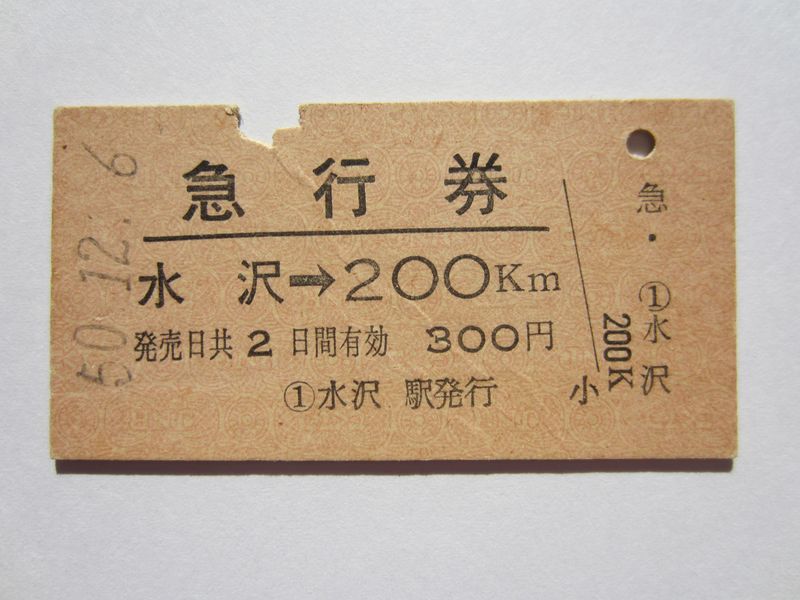 急行券
水沢→200Km
発売日共2日間有効 300円
①水沢 駅発行
50.12.6
小
急・①水沢
200K